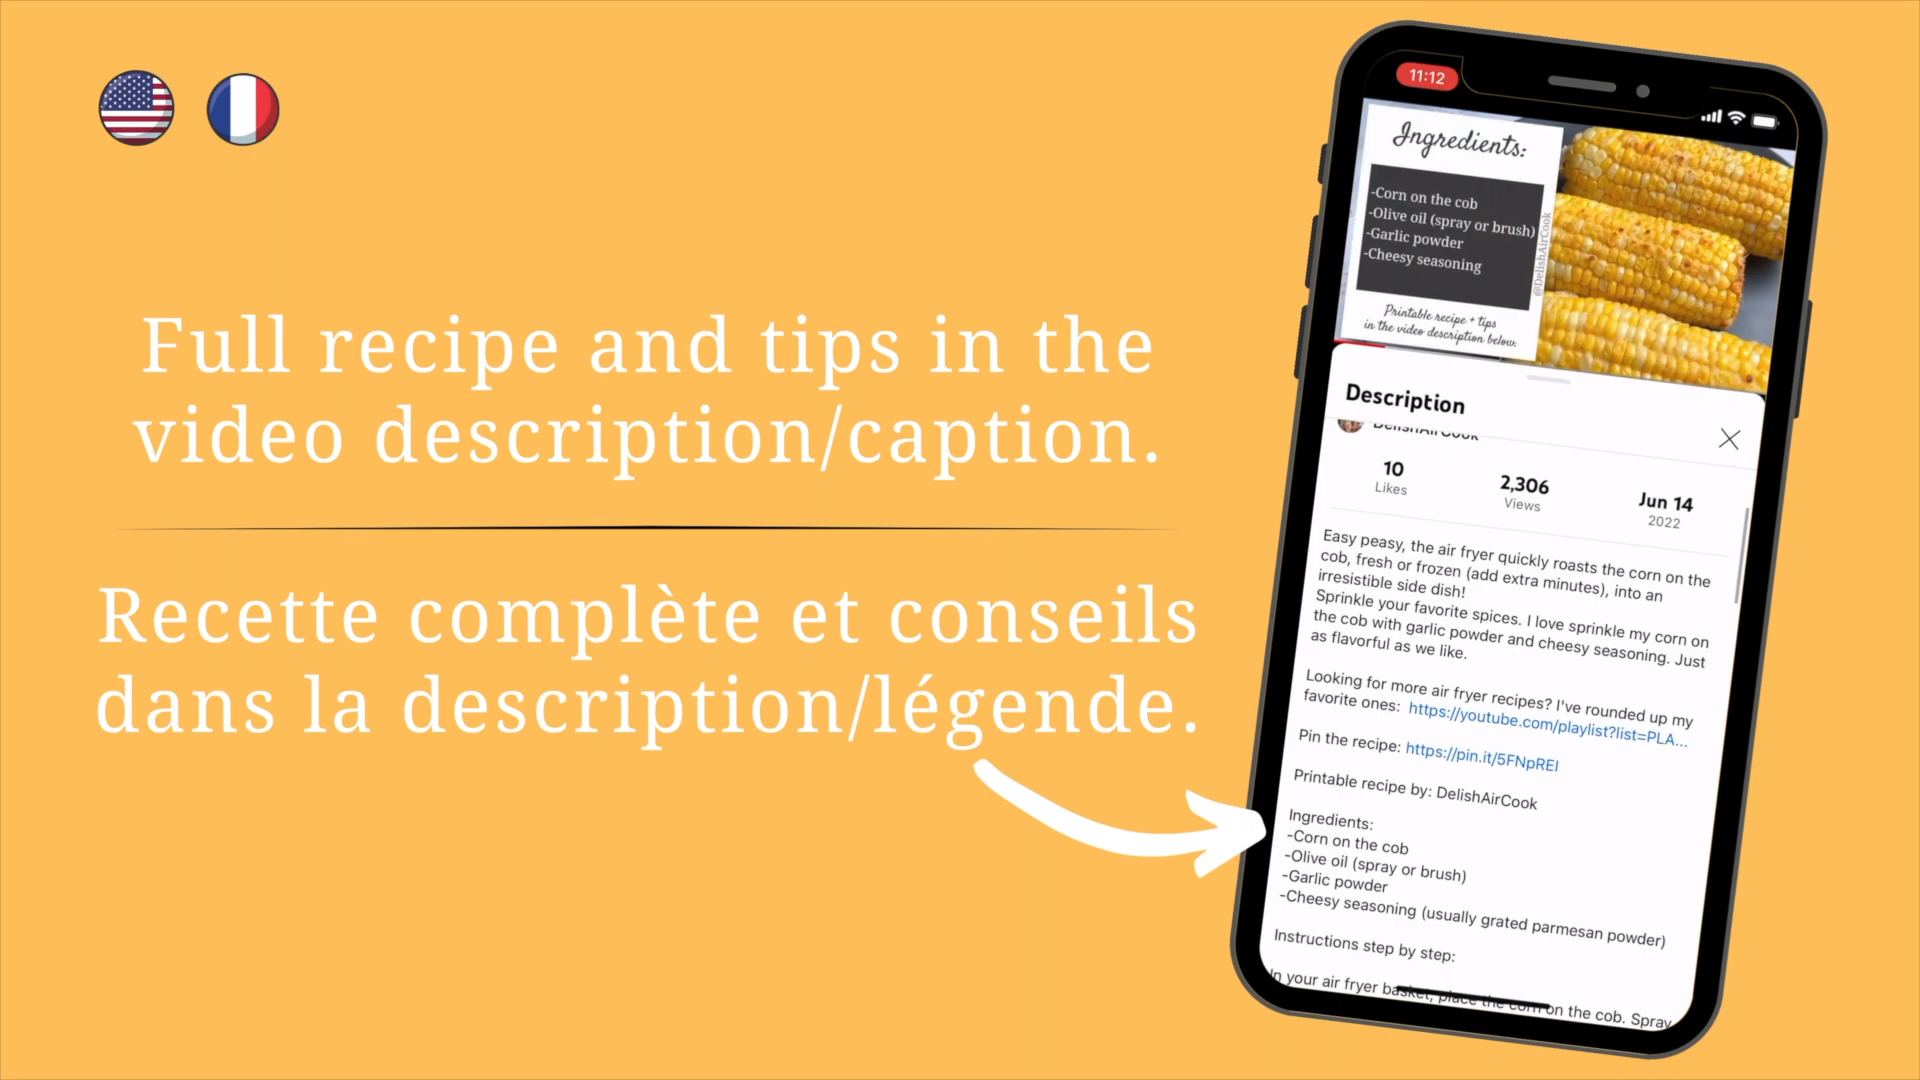 Full recipe and tips in the
video description/caption.
Recette complète et conseils
dans la description/légende.
11:12
Ingredients:
-Corn on the cob
-Olive oil (spray or brush)
-Garlic powder
-Cheesy seasoning
@DelishAirCook
Printable recipe + tips
in the video description below.
Description
DelishAirCook
10
Likes
2,306
Views
Jun 14
2022
Easy peasy, the air fryer quickly roasts the corn on the
cob, fresh or frozen (add extra minutes), into an
irresistible side dish!
Sprinkle your favorite spices. I love sprinkle my corn on
the cob with garlic powder and cheesy seasoning. Just
as flavorful as we like.
Looking for more air fryer recipes? I've rounded up my
favorite ones: https://youtube.com/playlist?list=PLA...
Pin the recipe: https://pin.it/5FNpREI
Printable recipe by: DelishAirCook
Ingredients:
-Corn on the cob
-Olive oil (spray or brush)
-Garlic powder
-Cheesy seasoning (usually grated parmesan powder)
Instructions step by step:
In your air fryer basket, place the corn on the cob. Spray